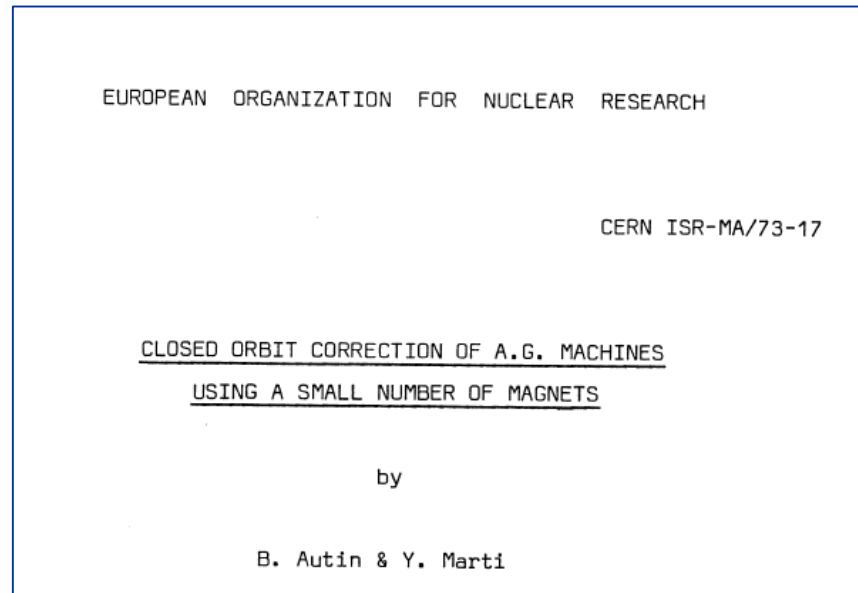 EUROPEAN ORGANIZATION FOR NUCLEAR RESEARCH
CERN ISR-MA/73-17
CLOSED ORBIT CORRECTION OF A.G. MACHINES
USING A SMALL NUMBER OF MAGNETS
by
B. Autin & Y. Marti